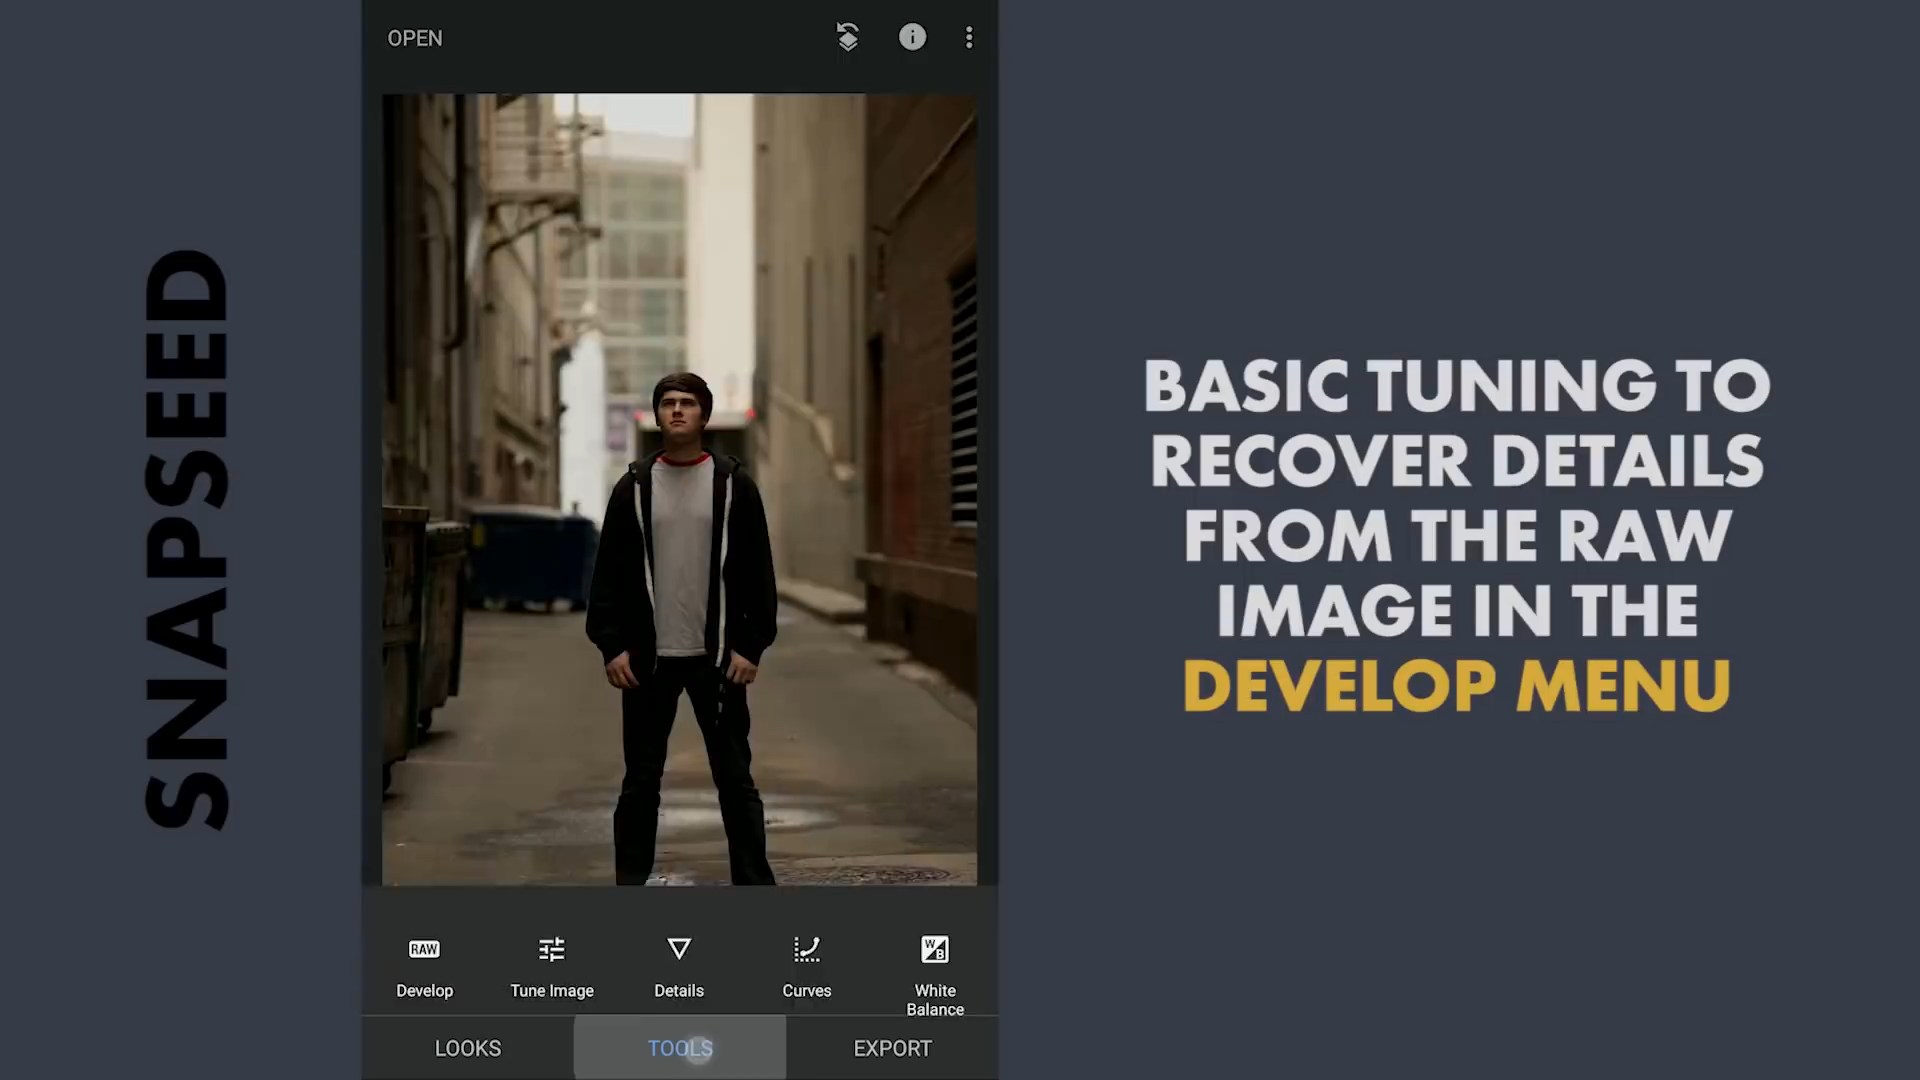 SNAPSEED
OPEN
BASIC TUNING TO
RECOVER DETAILS
FROM THE RAW
IMAGE IN THE
DEVELOP MENU
RAW
Develop
Tune Image
Details
Curves
WB
White
Balance
LOOKS
TOOLS
EXPORT